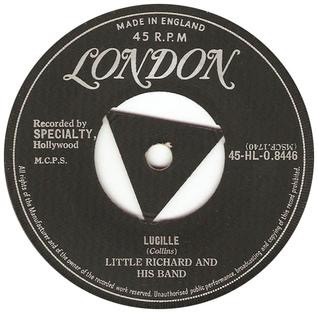 MADE IN ENGLAND
45 R.P.M
LONDON
Recorded by
SPECIALTY,
Hollywood
M.C.P.S.
(MSCP.1740)
45-HL-O.8446
LUCILLE
(Collins)
LITTLE RICHARD AND
HIS BAND
All rights of the Manufacturer and of the owner of the recorded work reserved. Unauthorised public performance, broadcasting and copying of this record prohibited.